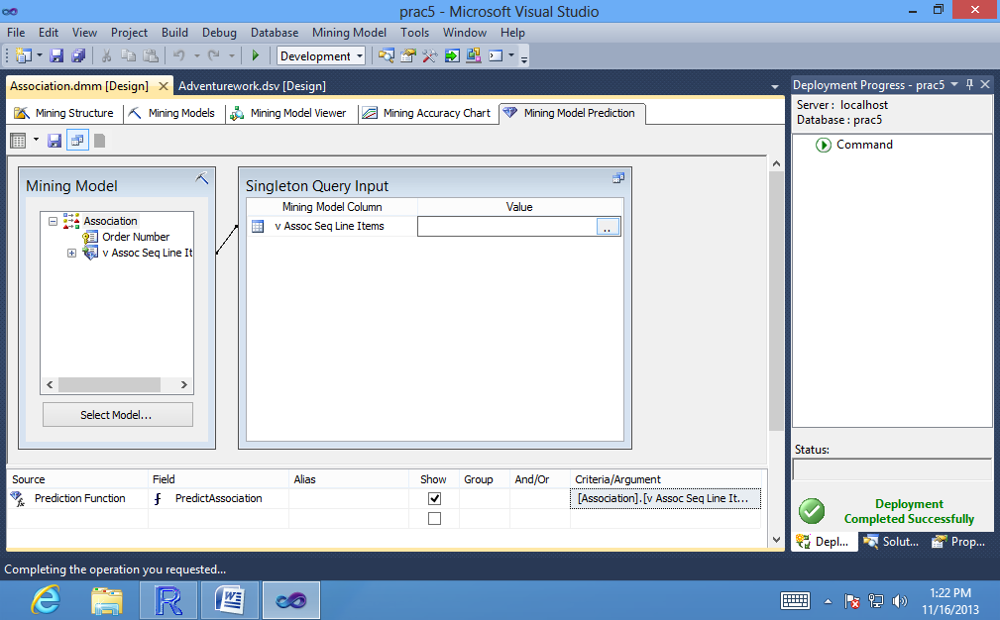 prac5 - Microsoft Visual Studio
File Edit View Project Build Debug Database Mining Model Tools Window Help
Development
Association.dmm [Design] Adventurework.dsv [Design]
Deployment Progress - prac5
Mining Structure Mining Models Mining Model Viewer Mining Accuracy Chart Mining Model Prediction
Server : localhost
Database : prac5
Command
Mining Model
Association
Order Number
v Assoc Seq Line It
Select Model...
Singleton Query Input
Mining Model Column Value
v Assoc Seq Line Items ..
Source Field Alias Show Group And/Or Criteria/Argument
Prediction Function PredictAssociation [Association].[v Assoc Seq Line It...
Status:
Deployment
Completed Successfully
Depl... Solut... Prop...
Completing the operation you requested...
1:22 PM
11/16/2013